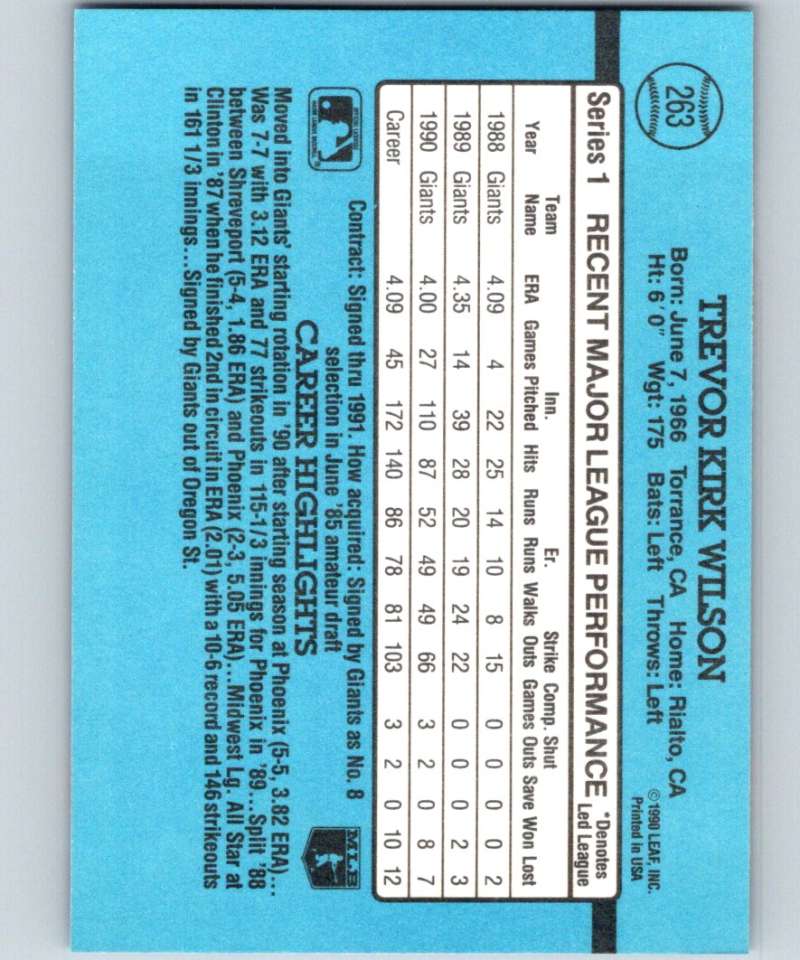 263
TREVOR KIRK WILSON
Born: June 7, 1966 Torrance, CA Home: Rialto, CA
Ht: 6'0" Wgt: 175 Bats: Left Throws: Left
©1990 LEAF, INC.
Printed in USA
Series 1 RECENT MAJOR LEAGUE PERFORMANCE *Denotes Led League
Team Inn. Er. Strike Comp. Shut
Year Name ERA Games Pitched Hits Runs Runs Walks Outs Games Outs Save Won Lost
1988 Giants 4.09 4 22 25 14 10 8 15 0 0 0 0 2
1989 Giants 4.35 14 39 28 20 19 24 22 0 0 0 2 3
1990 Giants 4.00 27 110 87 52 49 49 66 3 2 0 8 7
Career 4.09 45 172 140 86 78 81 103 3 2 0 10 12
Contract: Signed thru 1991. How acquired: Signed by Giants as No. 8
selection in June '85 amateur draft
MLB
CAREER HIGHLIGHTS
Moved into Giants' starting rotation in '90 after starting season at Phoenix (5-5, 3.82 ERA)...
Was 7-7 with 3.12 ERA and 77 strikeouts in 115-1/3 innings for Phoenix in '89...Split '88
between Shreveport (5-4, 1.86 ERA) and Phoenix (2-3, 5.05 ERA)...Midwest Lg. All Star at
Clinton in '87 when he finished 2nd in circuit in ERA (2.01) with a 10-6 record and 146 strikeouts
in 161 1/3 innings...Signed by Giants out of Oregon St.